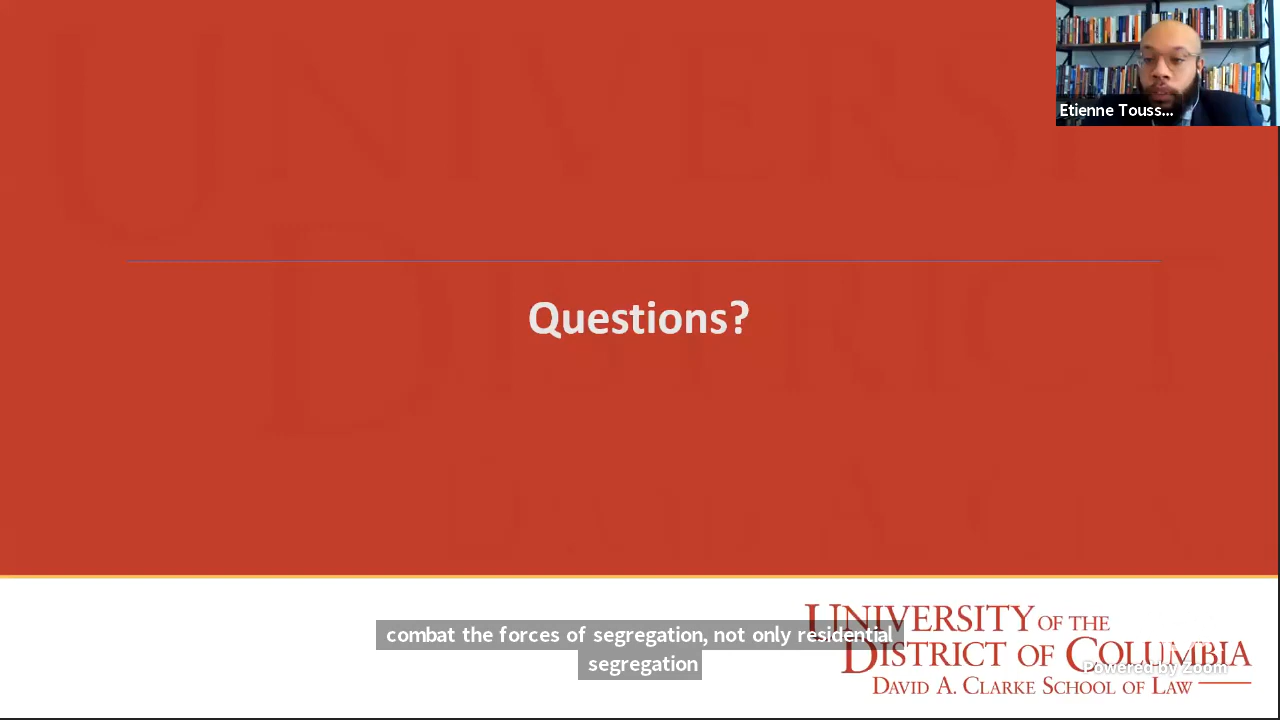 Etienne Touss...
Questions?
combat the forces of segregation, not only residential
segregation
UNIVERSITY OF THE
DISTRICT OF COLUMBIA
DAVID A. CLARKE SCHOOL OF LAW
Powered by Zoom